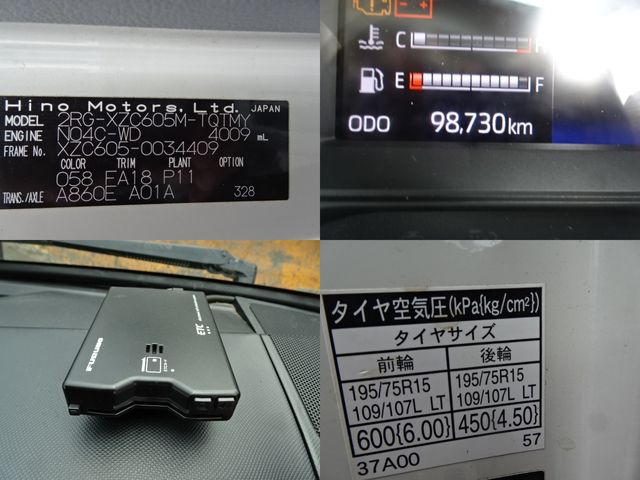 Hino Motors, Ltd. JAPAN
MODEL 2RG-XZC605M-TQTMY
ENGINE N04C-WD 4009 mL
FRAME No. XZC605-0034409
COLOR TRIM PLANT OPTION
058 FA18 P11
TRANS./AXLE A860E A01A 328
C H
E F
ODO 98,730km
FURUNO
ETC
タイヤ空気圧(kPa{kg/cm²})
タイヤサイズ
前輪 後輪
195/75R15 195/75R15
109/107L LT 109/107L LT
600{6.00} 450{4.50}
37A00 57